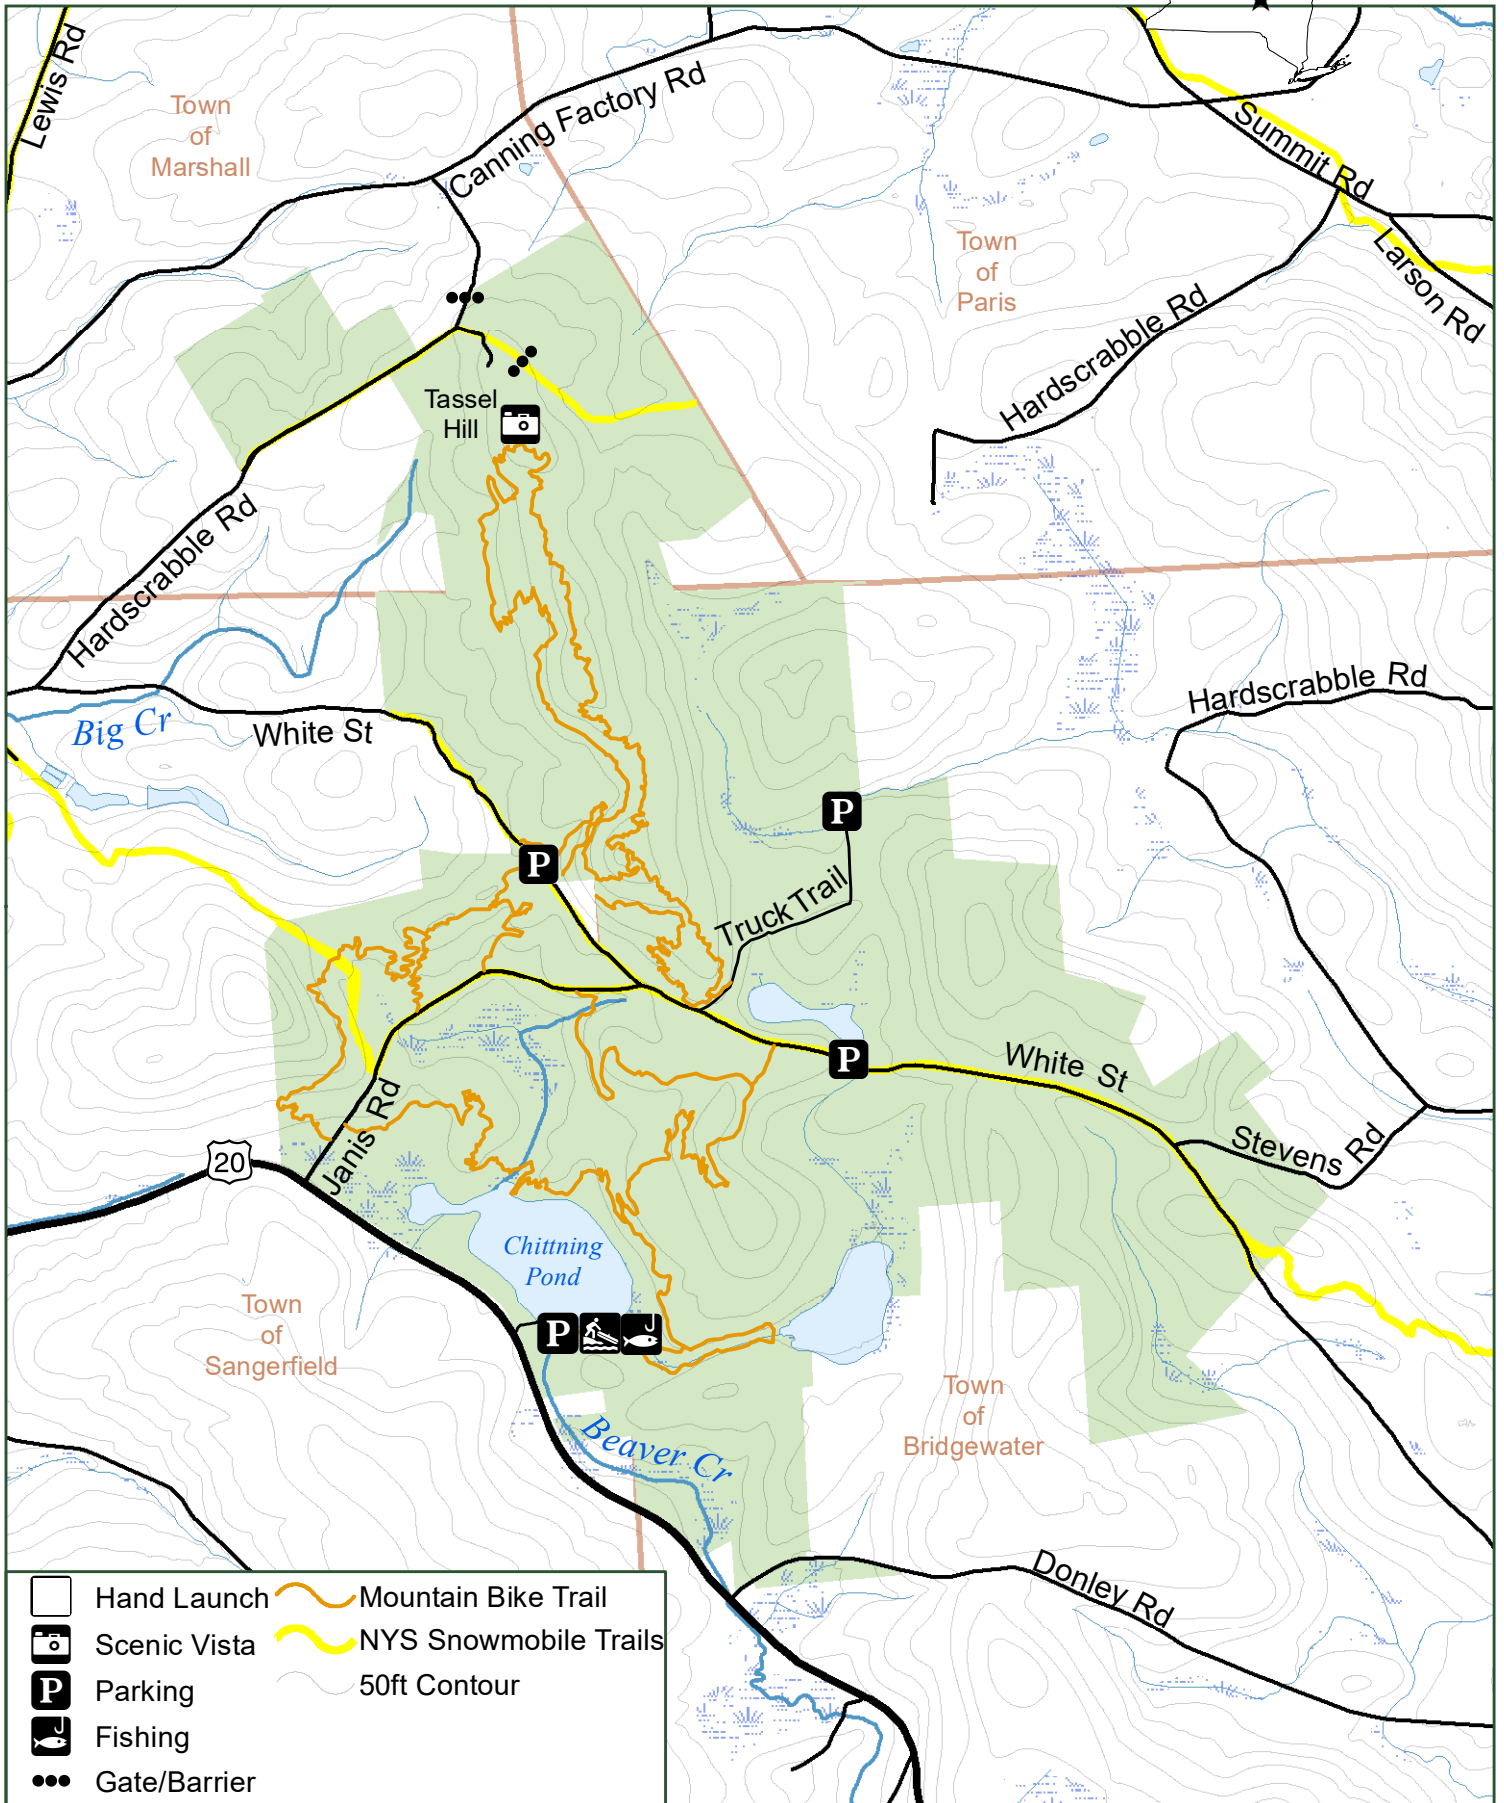 Lewis Rd
Town
of
Marshall
Canning Factory Rd
Summit Rd
Larson Rd
Town
of
Paris
Hardscrabble Rd
Tassel
Hill
Hardscrabble Rd
Hardscrabble Rd
Big Cr
White St
P
P
Truck Trail
P
White St
Stevens Rd
Janis Rd
20
Chittning
Pond
P
Town
of
Sangerfield
Town
of
Bridgewater
Beaver Cr
Donley Rd
Hand Launch
Mountain Bike Trail
Scenic Vista
NYS Snowmobile Trails
P Parking
50ft Contour
Fishing
Gate/Barrier